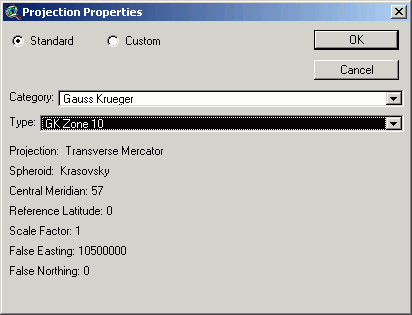 Projection Properties
Standard Custom OK
Cancel
Category: Gauss Krueger
Type: GK Zone 10
Projection: Transverse Mercator
Spheroid: Krasovsky
Central Meridian: 57
Reference Latitude: 0
Scale Factor: 1
False Easting: 10500000
False Northing: 0